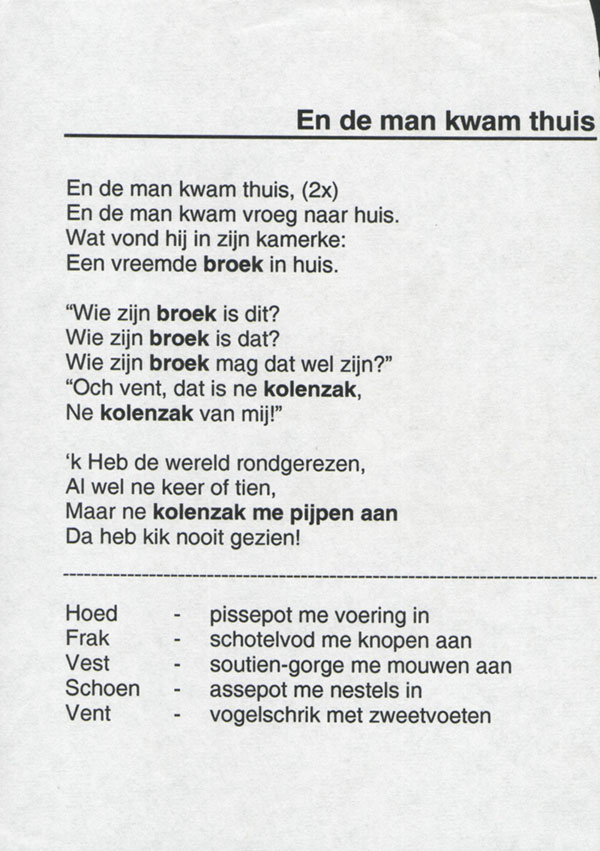 En de man kwam thuis
En de man kwam thuis, (2x)
En de man kwam vroeg naar huis.
Wat vond hij in zijn kamerke:
Een vreemde broek in huis.
“Wie zijn broek is dit?
Wie zijn broek is dat?
Wie zijn broek mag dat wel zijn?”
“Och vent, dat is ne kolenzak,
Ne kolenzak van mij!”
‘k Heb de wereld rondgerezen,
Al wel ne keer of tien,
Maar ne kolenzak me pijpen aan
Da heb kik nooit gezien!
Hoed - pissepot me voering in
Frak - schotelvod me knopen aan
Vest - soutien-gorge me mouwen aan
Schoen - assepot me nestels in
Vent - vogelschrik met zweetvoeten